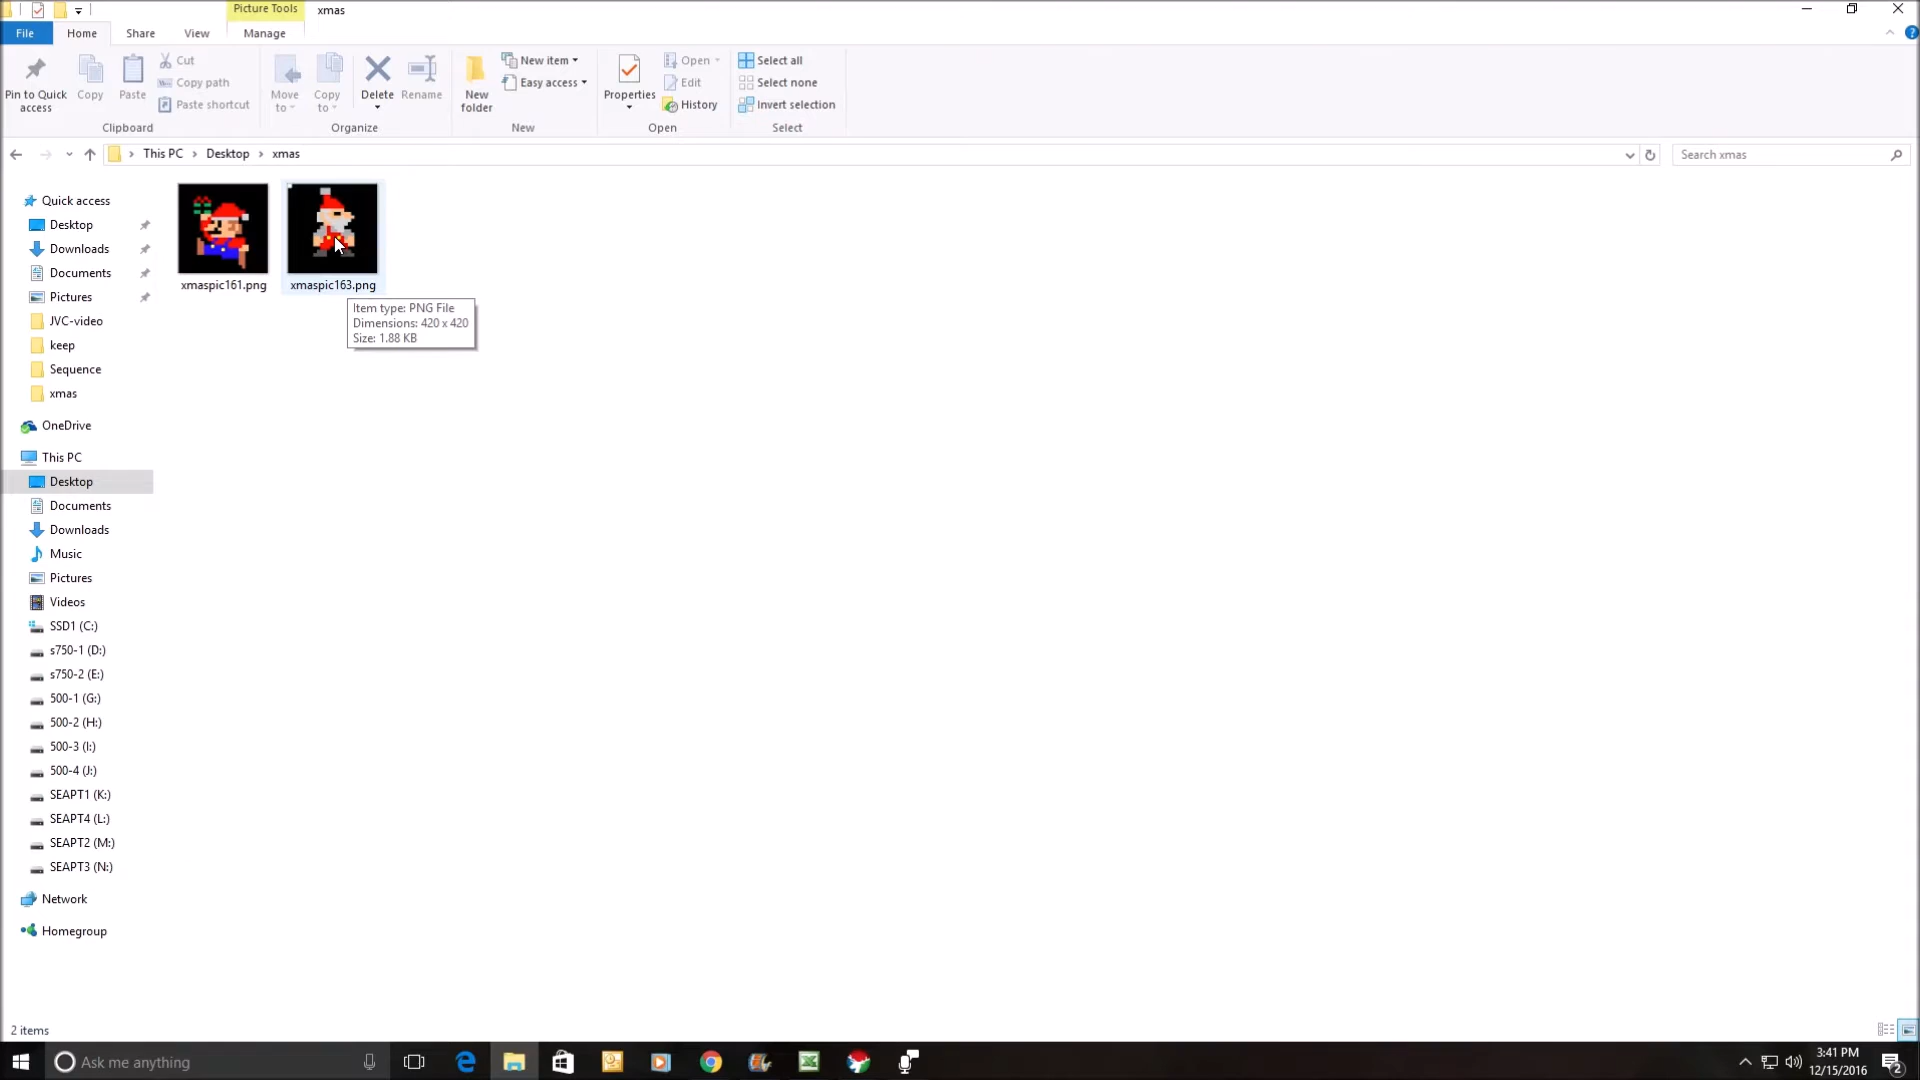 Picture Tools
xmas
File
Home
Share
View
Manage
Pin to Quick access
Copy
Paste
Cut
Copy path
Paste shortcut
Clipboard
Move to
Copy to
Delete
Rename
Organize
New folder
New item
Easy access
New
Properties
Open
Edit
History
Open
Select all
Select none
Invert selection
Select
This PC
Desktop
xmas
Search xmas
Quick access
Desktop
Downloads
Documents
Pictures
JVC-video
keep
Sequence
xmas
OneDrive
This PC
Desktop
Documents
Downloads
Music
Pictures
Videos
SSD1 (C:)
s750-1 (D:)
s750-2 (E:)
500-1 (G:)
500-2 (H:)
500-3 (I:)
500-4 (J:)
SEAPT1 (K:)
SEAPT4 (L:)
SEAPT2 (M:)
SEAPT3 (N:)
Network
Homegroup
xmaspic161.png
xmaspic163.png
Item type: PNG File
Dimensions: 420 x 420
Size: 1.88 KB
2 items
Ask me anything
3:41 PM
12/15/2016
2